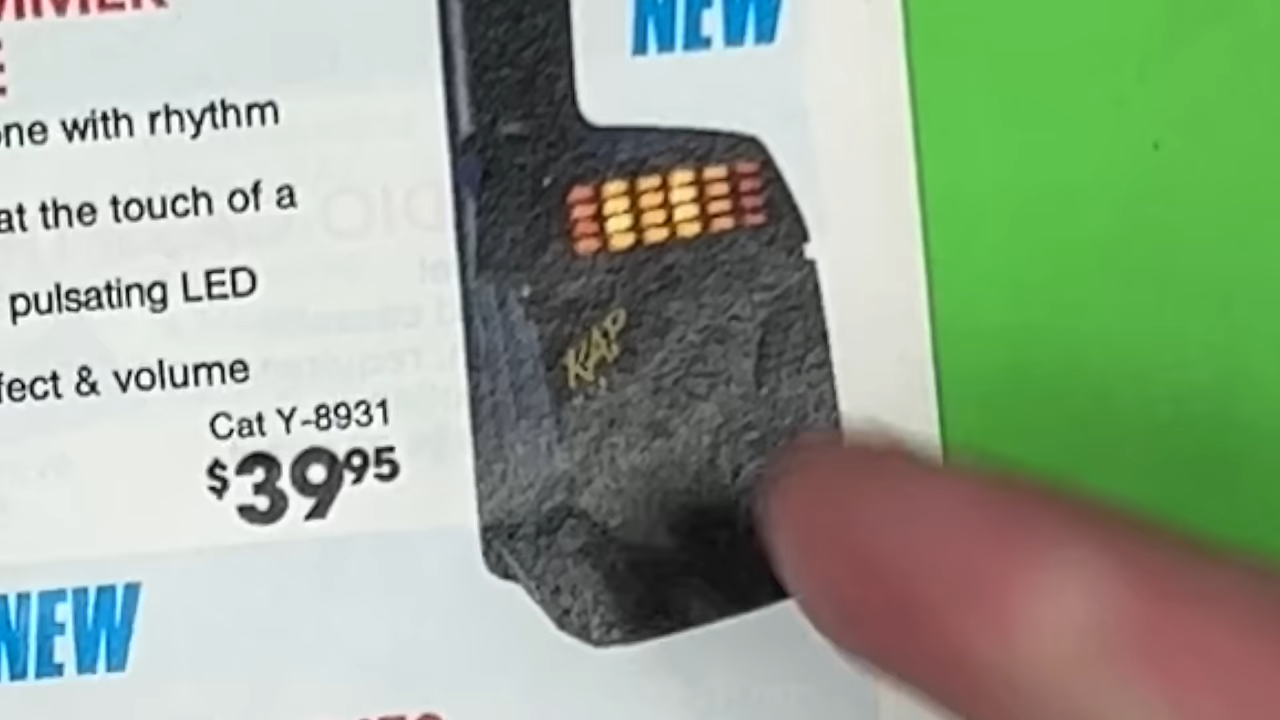 NEW
one with rhythm
at the touch of a
pulsating LED
fect & volume
Cat Y-8931
$39.95
KAP
NEW